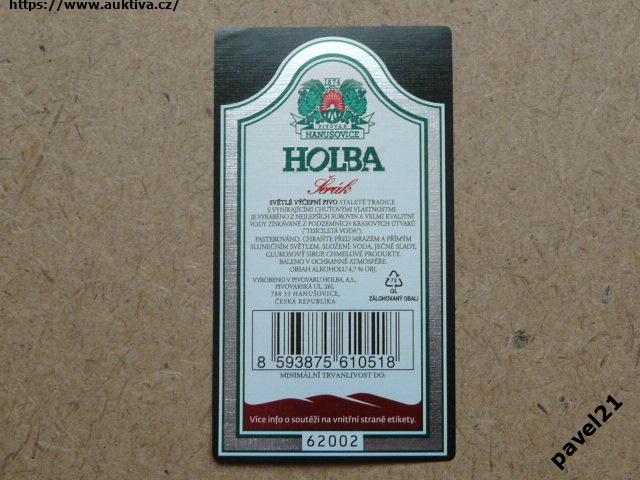 https://www.auktiva.cz/
1874
PIVOVAR
HANUŠOVICE
HOLBA
Šerák
SVĚTLÉ VÝČEPNÍ PIVO STALETÉ TRADICE
S VYNIKAJÍCÍMI CHUŤOVÝMI VLASTNOSTMI.
JE VYRÁBĚNO Z NEJLEPŠÍCH SUROVIN A VELMI KVALITNÍ
VODY ZÍSKÁVANÉ Z PODZEMNÍCH KRASOVÝCH ÚTVARŮ
("TISÍCILETÁ VODA").
PASTEROVÁNO. CHRAŇTE PŘED MRAZEM A PŘÍMÝM
SLUNEČNÍM SVĚTLEM. SLOŽENÍ: VODA, JEČNÉ SLADY,
GLUKOSOVÝ SIRUP, CHMELOVÉ PRODUKTY.
BALENO V OCHRANNÉ ATMOSFÉŘE.
OBSAH ALKOHOLU 4,7 % OBJ.
VYROBENO V PIVOVARU HOLBA, A.S.,
PIVOVARSKÁ UL. 261,
788 33 HANUŠOVICE,
ČESKÁ REPUBLIKA
72
GL
ZÁLOHOVANÝ OBAL!
8 593875 610518
MINIMÁLNÍ TRVANLIVOST DO:
Více info o soutěži na vnitřní straně etikety.
62002
pavel21